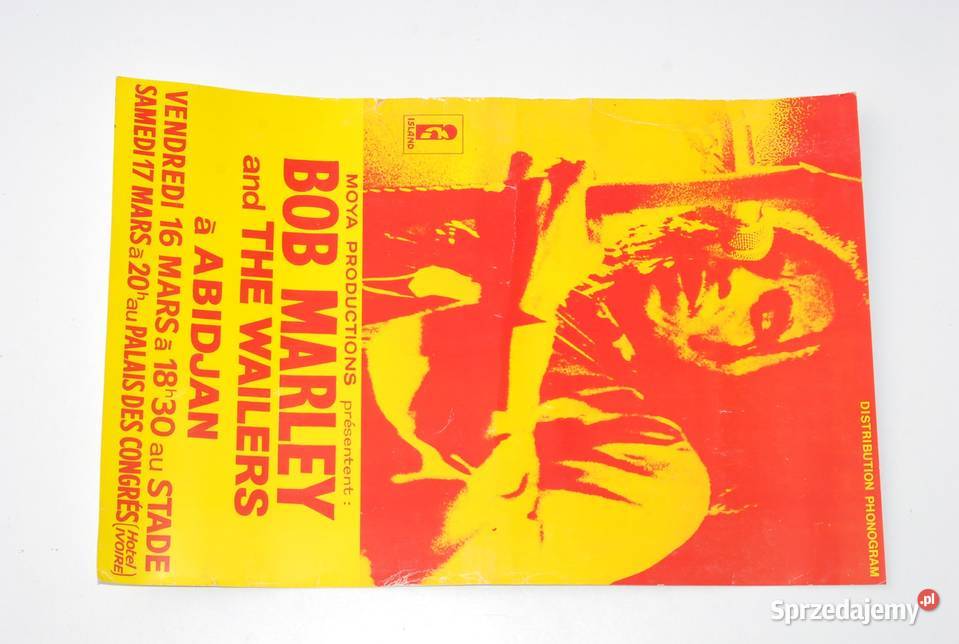 DISTRIBUTION PHONOGRAM
ISLAND
MOYA PRODUCTIONS présentent :
BOB MARLEY
and THE WAILERS
à ABIDJAN
VENDREDI 16 MARS à 18h30 au STADE
SAMEDI 17 MARS à 20h au PALAIS DES CONGRÉS (Hotel IVOIRE)
Sprzedajemy.pl